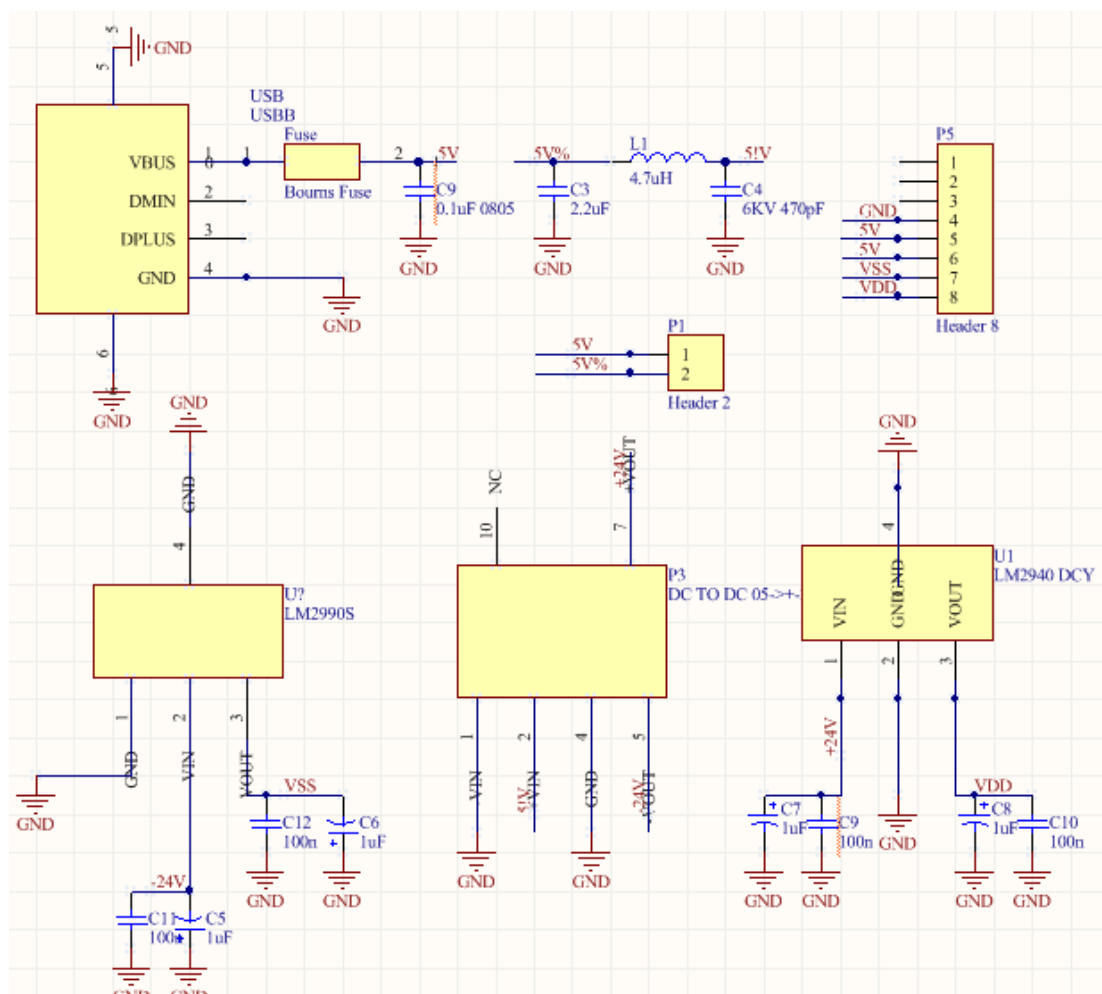 5
5
GND
USB
USBB
Fuse
VBUS
1
6
1
2
5V
5V%
L1
5!V
P5
Bourns Fuse
C9
0.1uF 0805
C3
2.2uF
4.7uH
C4
6KV 470pF
DMIN
2
DPLUS
3
GND
4
GND
GND
GND
GND
1
2
3
GND
4
5V
5
5V
6
VSS
7
VDD
8
Header 8
6
6
GND
P1
5V
1
5V%
2
Header 2
GND
GND
4
U?
LM2990S
1
GND
2
VIN
3
VOUT
GND
VSS
C12
100n
C6
1uF
GND
GND
-24V
C11
100n
C5
1uF
GND
GND
NC
10
+24V
+VOUT
7
P3
DC TO DC 05->+-
1
-VIN
2
5!V
+VIN
4
GND
5
-24V
-VOUT
GND
GND
GND
4
GND
U1
LM2940 DCY
VIN
GND
VOUT
1
2
3
+24V
C7
1uF
C9
100n
GND
GND
GND
VDD
C8
1uF
C10
100n
GND
GND